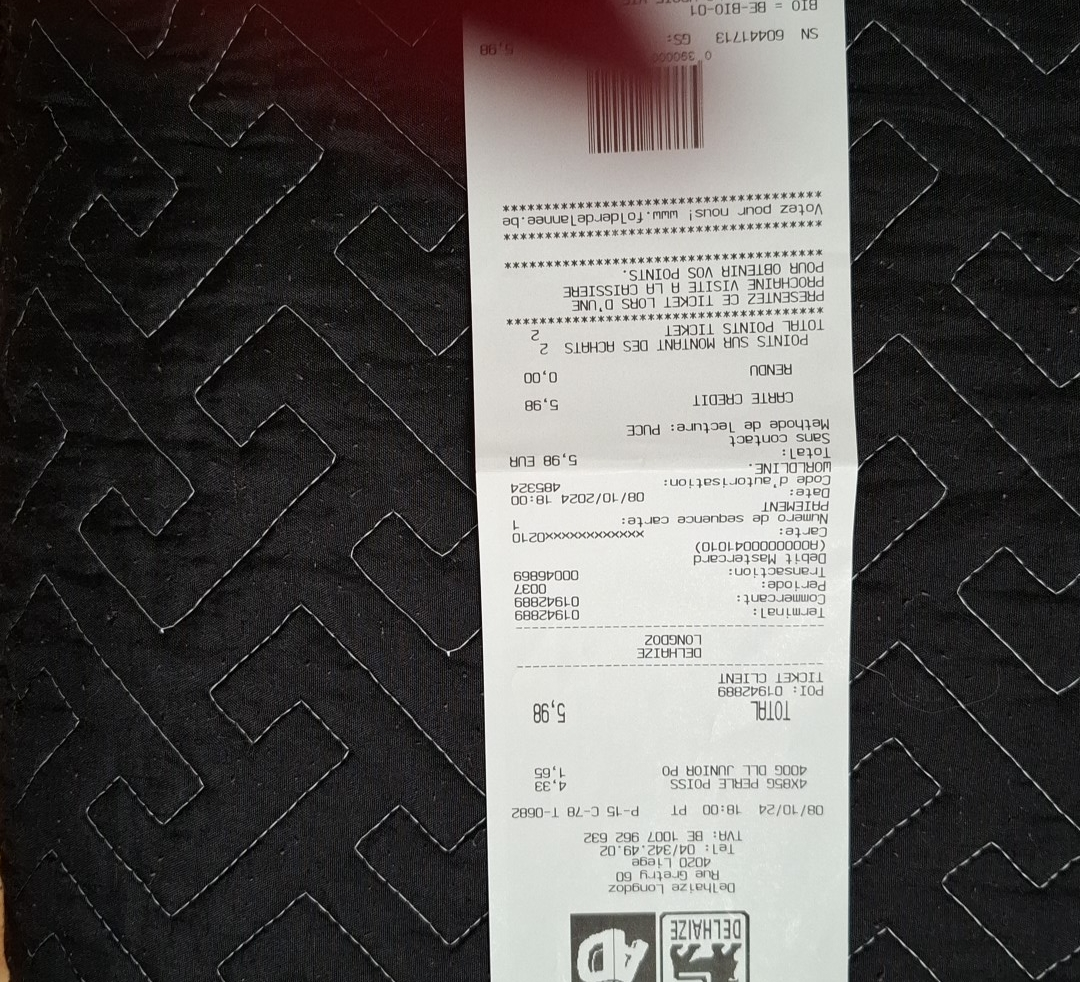 DELHAIZE
AD
Delhaize Longdoz
Rue Gretry 60
4020 Liege
Tel: 04/342.49.02
TVA: BE 1007 962 632
08/10/24 18:00 PT P-15 C-78 T-0682
4X85G PERLE POISS 4,33
400G DLL JUNIOR PO 1,65
TOTAL 5,98
POI: 01942889
TICKET CLIENT
--------------------------------------
DELHAIZE
LONGDOZ
--------------------------------------
Terminal: 01942889
Commercant: 01942889
Periode: 0037
Transaction: 00046869
Debit Mastercard
(A0000000041010)
Carte: xxxxxxxxxxxxx0210
Numero de sequence carte: 1
PAIEMENT
Date: 08/10/2024 18:00
Code d'autorisation: 485324
WORLDLINE.
Total: 5,98 EUR
Sans contact
Methode de lecture: PUCE
CARTE CREDIT 5,98
RENDU 0,00
POINTS SUR MONTANT DES ACHATS 2
TOTAL POINTS TICKET 2
**************************************
PRESENTEZ CE TICKET LORS D'UNE
PROCHAINE VISITE A LA CAISSIERE
POUR OBTENIR VOS POINTS.
**************************************
**************************************
Votez pour nous! www.folderdelannee.be
**************************************
SN 60441713 GS: 5,98
BIO = BE-BIO-01